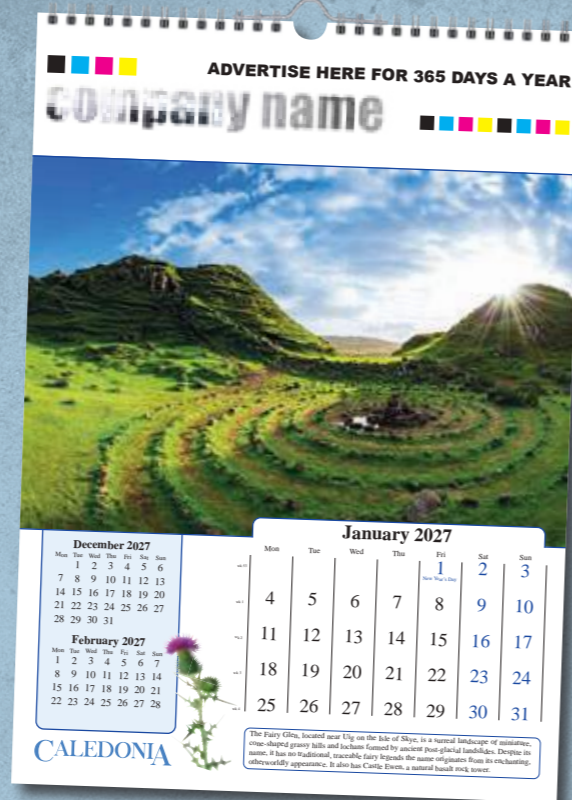 ADVERTISE HERE FOR 365 DAYS A YEAR
company name
January 2027
Mon Tue Wed Thu Fri Sat Sun
1 2 3
New Year's Day
4 5 6 7 8 9 10
11 12 13 14 15 16 17
18 19 20 21 22 23 24
25 26 27 28 29 30 31
December 2027
Mon Tue Wed Thu Fri Sat Sun
1 2 3 4 5 6
7 8 9 10 11 12 13
14 15 16 17 18 19 20
21 22 23 24 25 26 27
28 29 30 31
February 2027
Mon Tue Wed Thu Fri Sat Sun
1 2 3 4 5 6 7
8 9 10 11 12 13 14
15 16 17 18 19 20 21
22 23 24 25 26 27 28
CALEDONIA
The Fairy Glen, located near Uig on the Isle of Skye, is a surreal landscape of miniature,
cone-shaped grassy hills and lochans formed by ancient post-glacial landslides. Despite its
name, it has no traditional, traceable fairy legends the name originates from its enchanting,
otherworldly appearance. It also has Castle Ewen, a natural basalt rock tower.